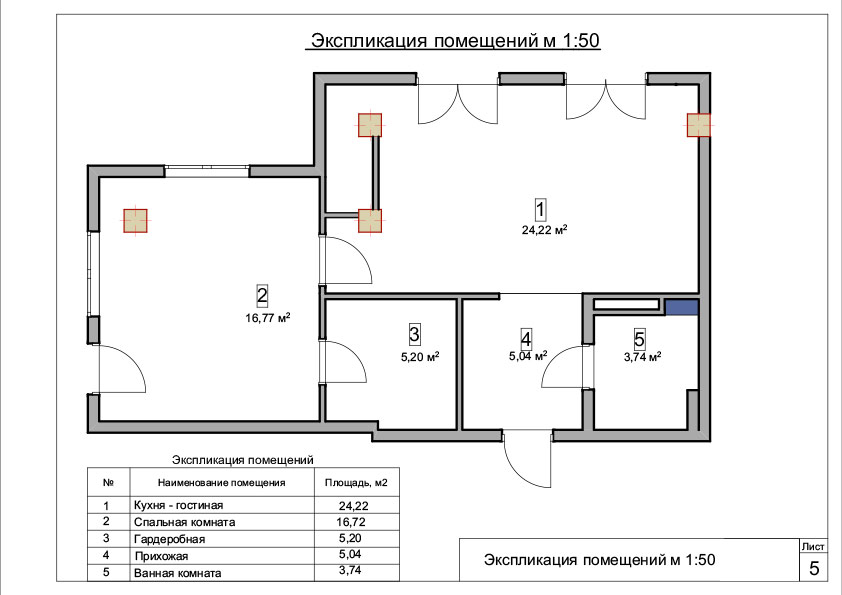 Экспликация помещений м 1:50
1
24,22 м²
2
16,77 м²
3
5,20 м²
4
5,04 м²
5
3,74 м²
Экспликация помещений
№ Наименование помещения Площадь, м2
1 Кухня - гостиная 24,22
2 Спальная комната 16,72
3 Гардеробная 5,20
4 Прихожая 5,04
5 Ванная комната 3,74
Экспликация помещений м 1:50
Лист
5